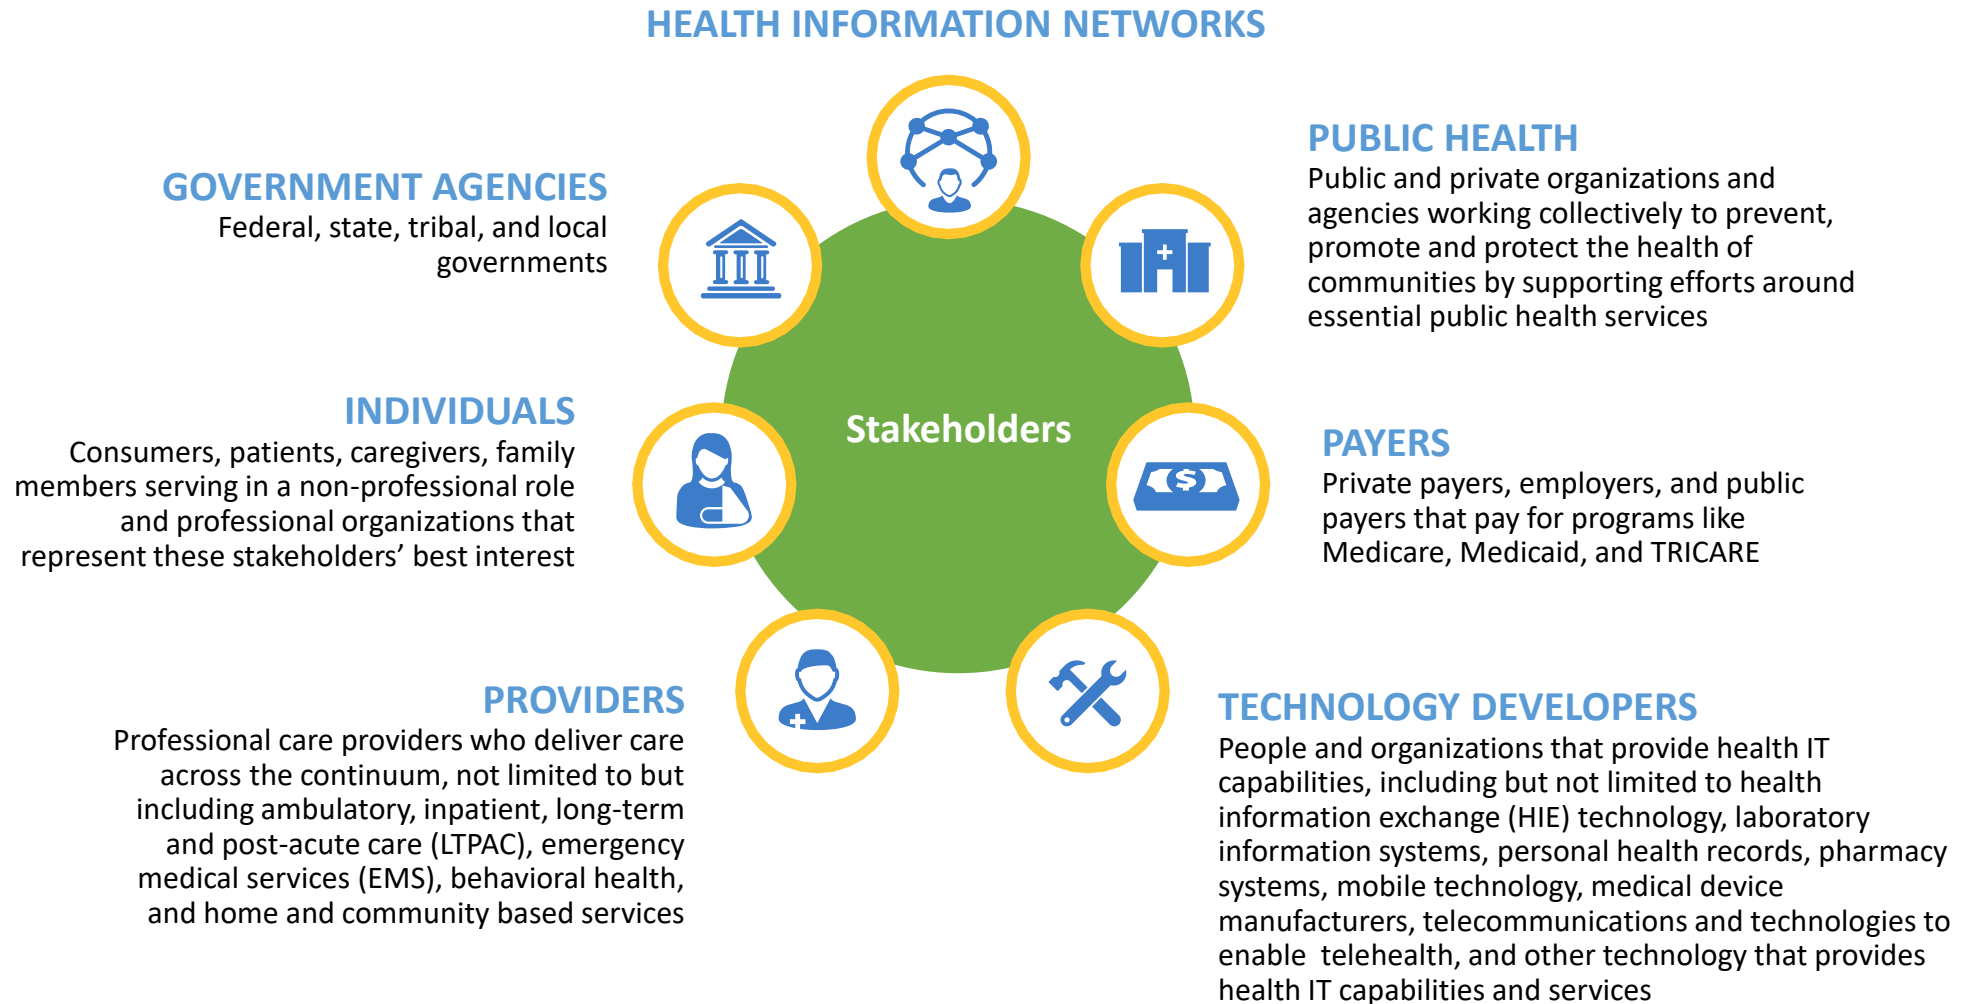 HEALTH INFORMATION NETWORKS
GOVERNMENT AGENCIES
Federal, state, tribal, and local
governments
PUBLIC HEALTH
Public and private organizations and
agencies working collectively to prevent,
promote and protect the health of
communities by supporting efforts around
essential public health services
INDIVIDUALS
Consumers, patients, caregivers, family
members serving in a non-professional role
and professional organizations that
represent these stakeholders’ best interest
Stakeholders
PAYERS
Private payers, employers, and public
payers that pay for programs like
Medicare, Medicaid, and TRICARE
PROVIDERS
Professional care providers who deliver care
across the continuum, not limited to but
including ambulatory, inpatient, long-term
and post-acute care (LTPAC), emergency
medical services (EMS), behavioral health,
and home and community based services
TECHNOLOGY DEVELOPERS
People and organizations that provide health IT
capabilities, including but not limited to health
information exchange (HIE) technology, laboratory
information systems, personal health records, pharmacy
systems, mobile technology, medical device
manufacturers, telecommunications and technologies to
enable  telehealth, and other technology that provides
health IT capabilities and services